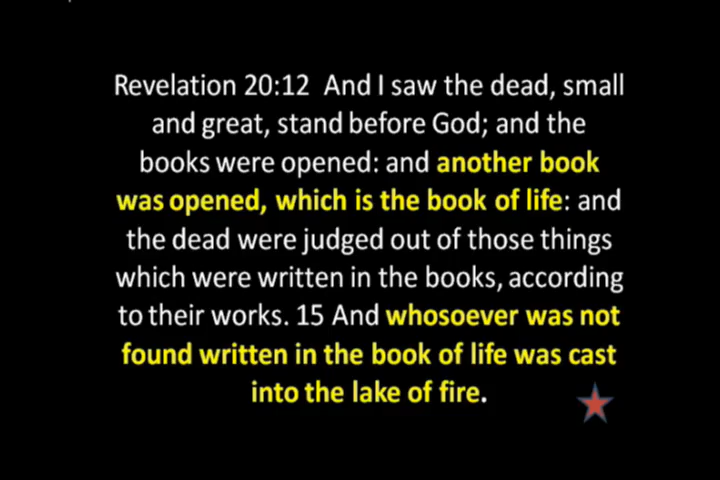 Revelation 20:12  And I saw the dead, small
and great, stand before God; and the
books were opened: and another book
was opened, which is the book of life: and
the dead were judged out of those things
which were written in the books, according
to their works. 15 And whosoever was not
found written in the book of life was cast
into the lake of fire.